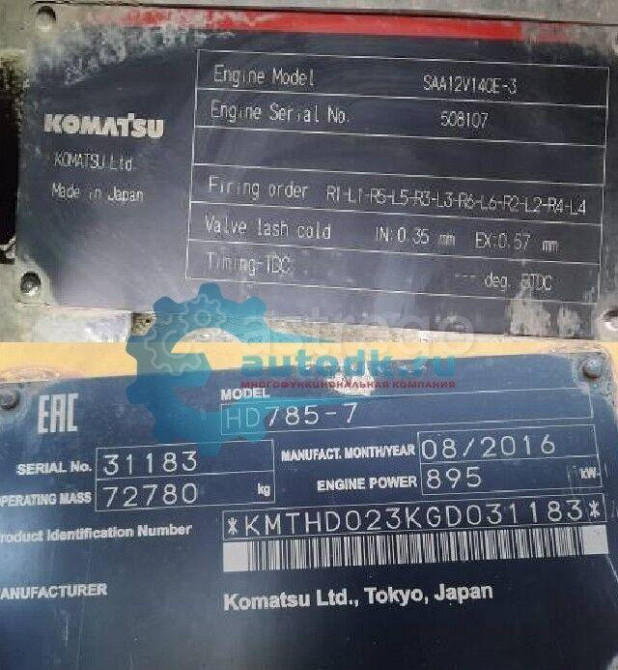 Engine Model SAA12V140E-3
Engine Serial No. 508107
KOMATSU
KOMATSU Ltd.
Made in Japan
Firing order R1-L1-R5-L5-R3-L3-R6-L6-R2-L2-R4-L4
Valve lash cold IN:0.35 mm EX:0.57 mm
Timing-TDC --- deg. BTDC
autodk.ru
МНОГОФУНКЦИОНАЛЬНАЯ КОМПАНИЯ
EAC
MODEL
HD785-7
SERIAL No. 31183
MANUFACT. MONTH/YEAR 08/2016
OPERATING MASS 72780 kg
ENGINE POWER 895 kW
Product Identification Number *KMTHD023KGD031183*
MANUFACTURER Komatsu Ltd., Tokyo, Japan